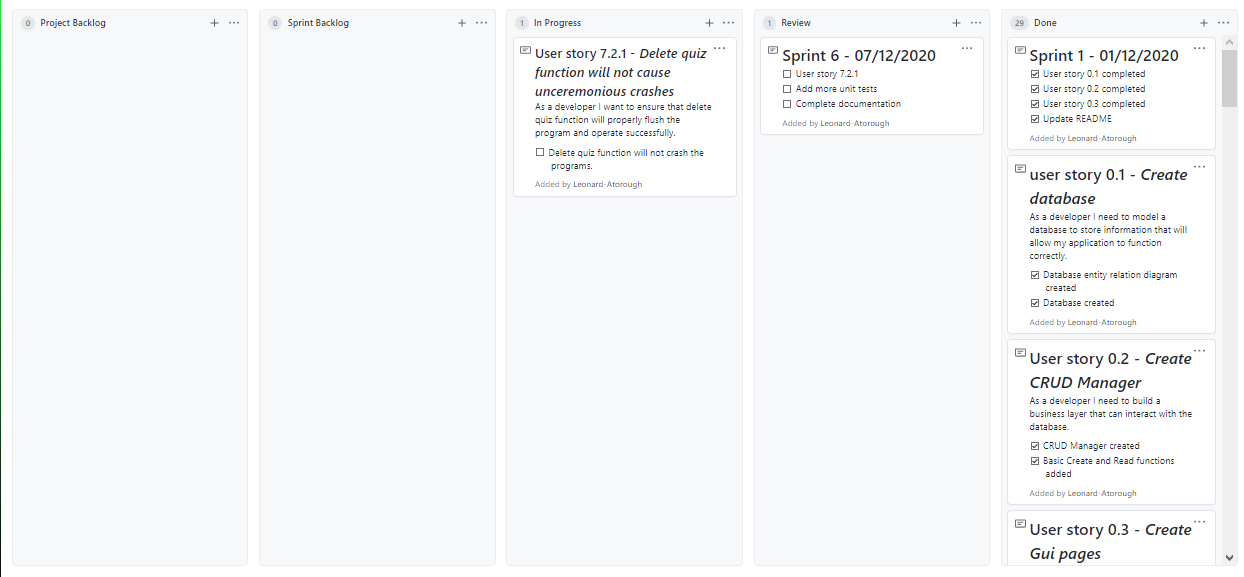 0 Project Backlog
0 Sprint Backlog
1 In Progress
User story 7.2.1 - Delete quiz
function will not cause
unceremonious crashes
As a developer I want to ensure that delete
quiz function will properly flush the
program and operate successfully.
Delete quiz function will not crash the
programs.
Added by Leonard-Atorough
1 Review
Sprint 6 - 07/12/2020
User story 7.2.1
Add more unit tests
Complete documentation
Added by Leonard-Atorough
29 Done
Sprint 1 - 01/12/2020
User story 0.1 completed
User story 0.2 completed
User story 0.3 completed
Update README
Added by Leonard-Atorough
user story 0.1 - Create
database
As a developer I need to model a
database to store information that will
allow my application to function
correctly.
Database entity relation diagram
created
Database created
Added by Leonard-Atorough
User story 0.2 - Create
CRUD Manager
As a developer I need to build a
business layer that can interact with the
database.
CRUD Manager created
Basic Create and Read functions
added
Added by Leonard-Atorough
User story 0.3 - Create
Gui pages